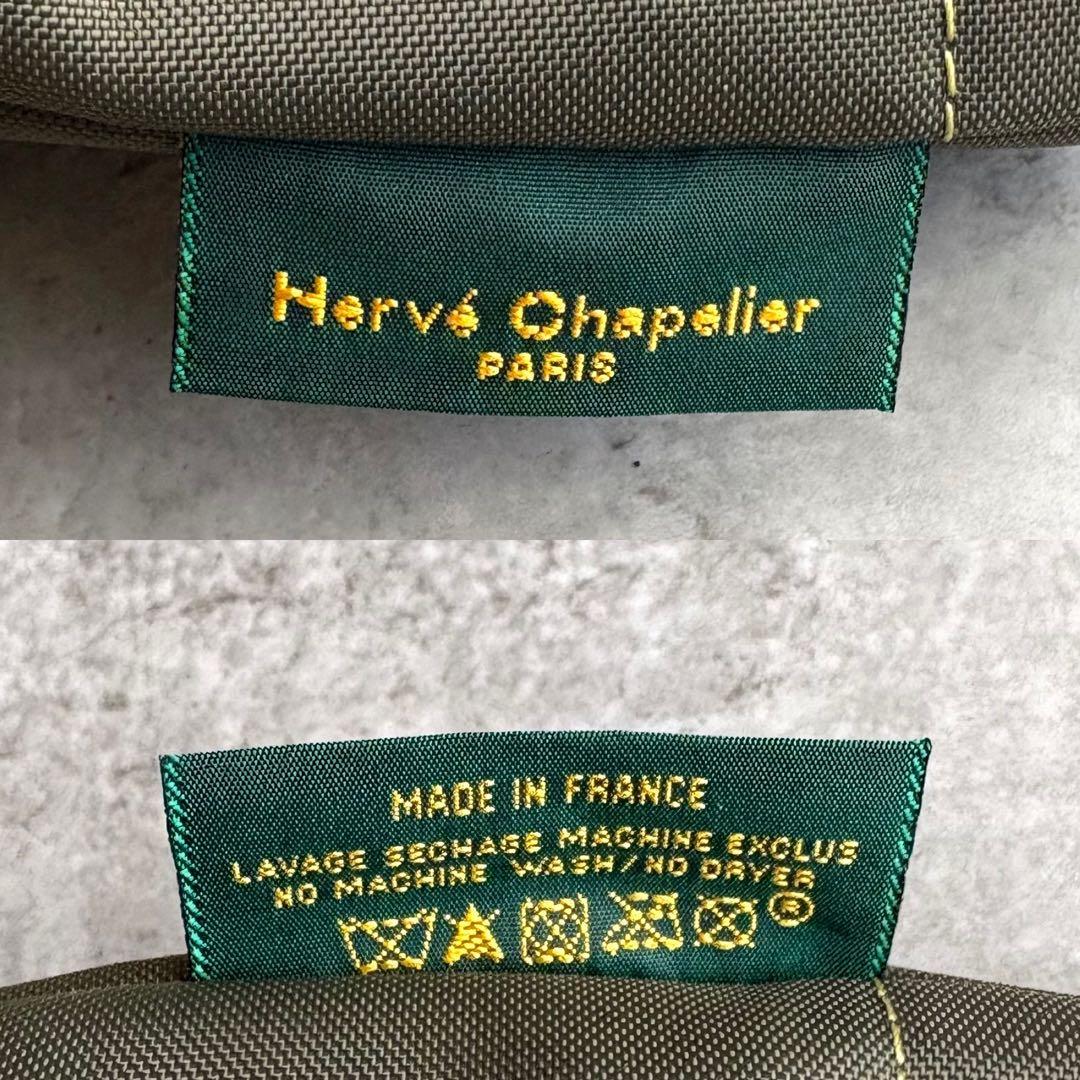 Hervé Chapelier
PARIS
MADE IN FRANCE
LAVAGE SECHAGE MACHINE EXCLUS
NO MACHINE WASH/NO DRYER
®